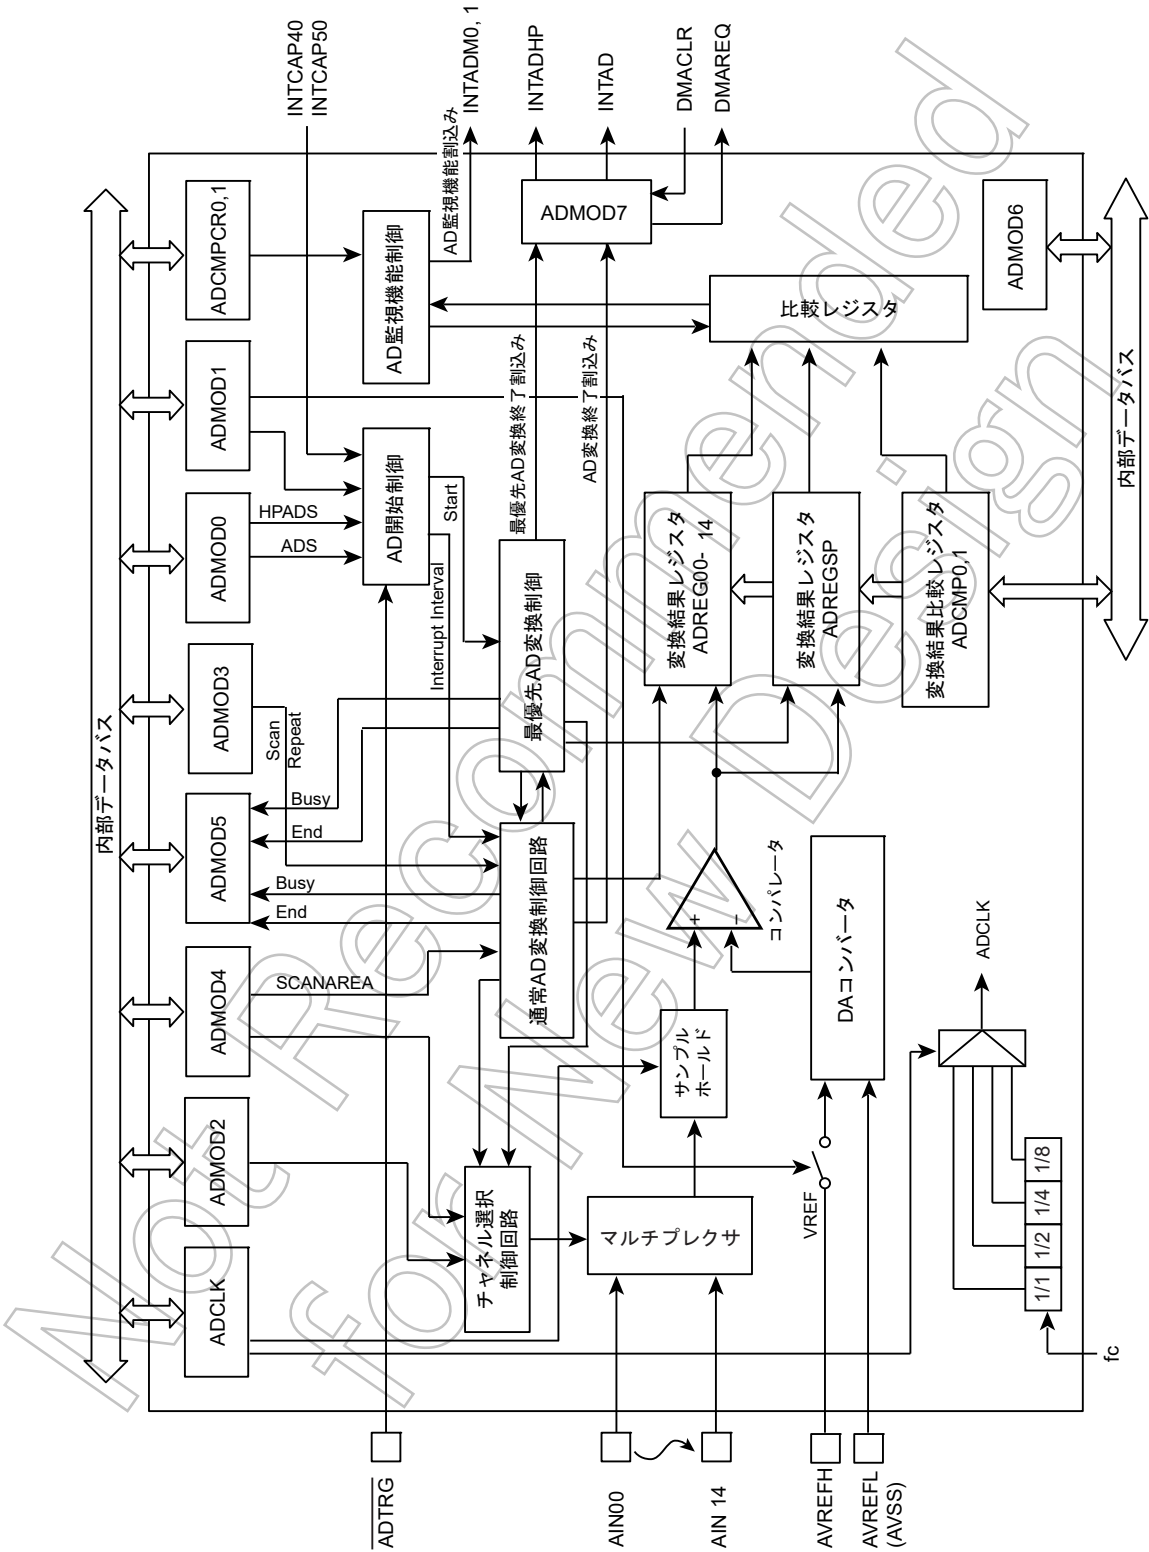 内部データバス
ADCLK
ADMOD2
ADMOD4
ADMOD5
ADMOD3
ADMOD0
ADMOD1
ADCMPCR0,1
SCANAREA
End
Busy
End
Busy
Scan
Repeat
ADS
HPADS
INTCAP40
INTCAP50
ADTRG
AD開始制御
AD監視機能制御
Interrupt Interval
Start
AD監視機能割込み
INTADM0, 1
チャネル選択
制御回路
通常AD変換制御回路
最優先AD変換制御
最優先AD変換終了割込み
AD変換終了割込み
ADMOD7
INTADHP
INTAD
DMACLR
DMAREQ
AIN00
AIN 14
マルチプレクサ
サンプル
ホールド
+
-
コンパレータ
変換結果レジスタ
ADREG00- 14
変換結果レジスタ
ADREGSP
変換結果比較レジスタ
ADCMP0,1
比較レジスタ
AVREFH
AVREFL
(AVSS)
VREF
DAコンバータ
ADCLK
fc
1/1
1/2
1/4
1/8
ADMOD6
内部データバス
Not Recommended
for New Design